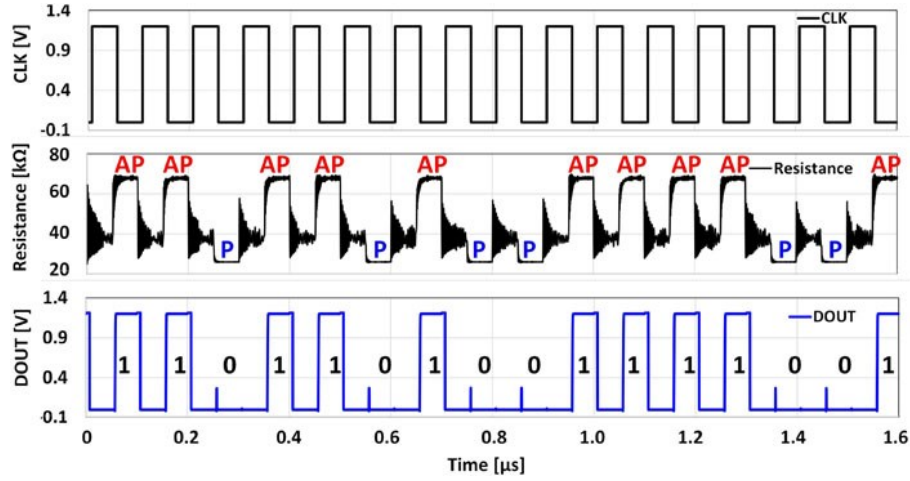 1.4
0.9
0.4
-0.1
CLK [V]
CLK
80
60
40
20
Resistance [kΩ]
AP AP AP AP AP AP AP AP AP AP
Resistance
P P P P P P
1.4
0.9
0.4
-0.1
DOUT [V]
DOUT
1 1 0 1 1 0 1 0 0 1 1 1 1 0 0 1
0 0.2 0.4 0.6 0.8 1.0 1.2 1.4 1.6
Time [µs]